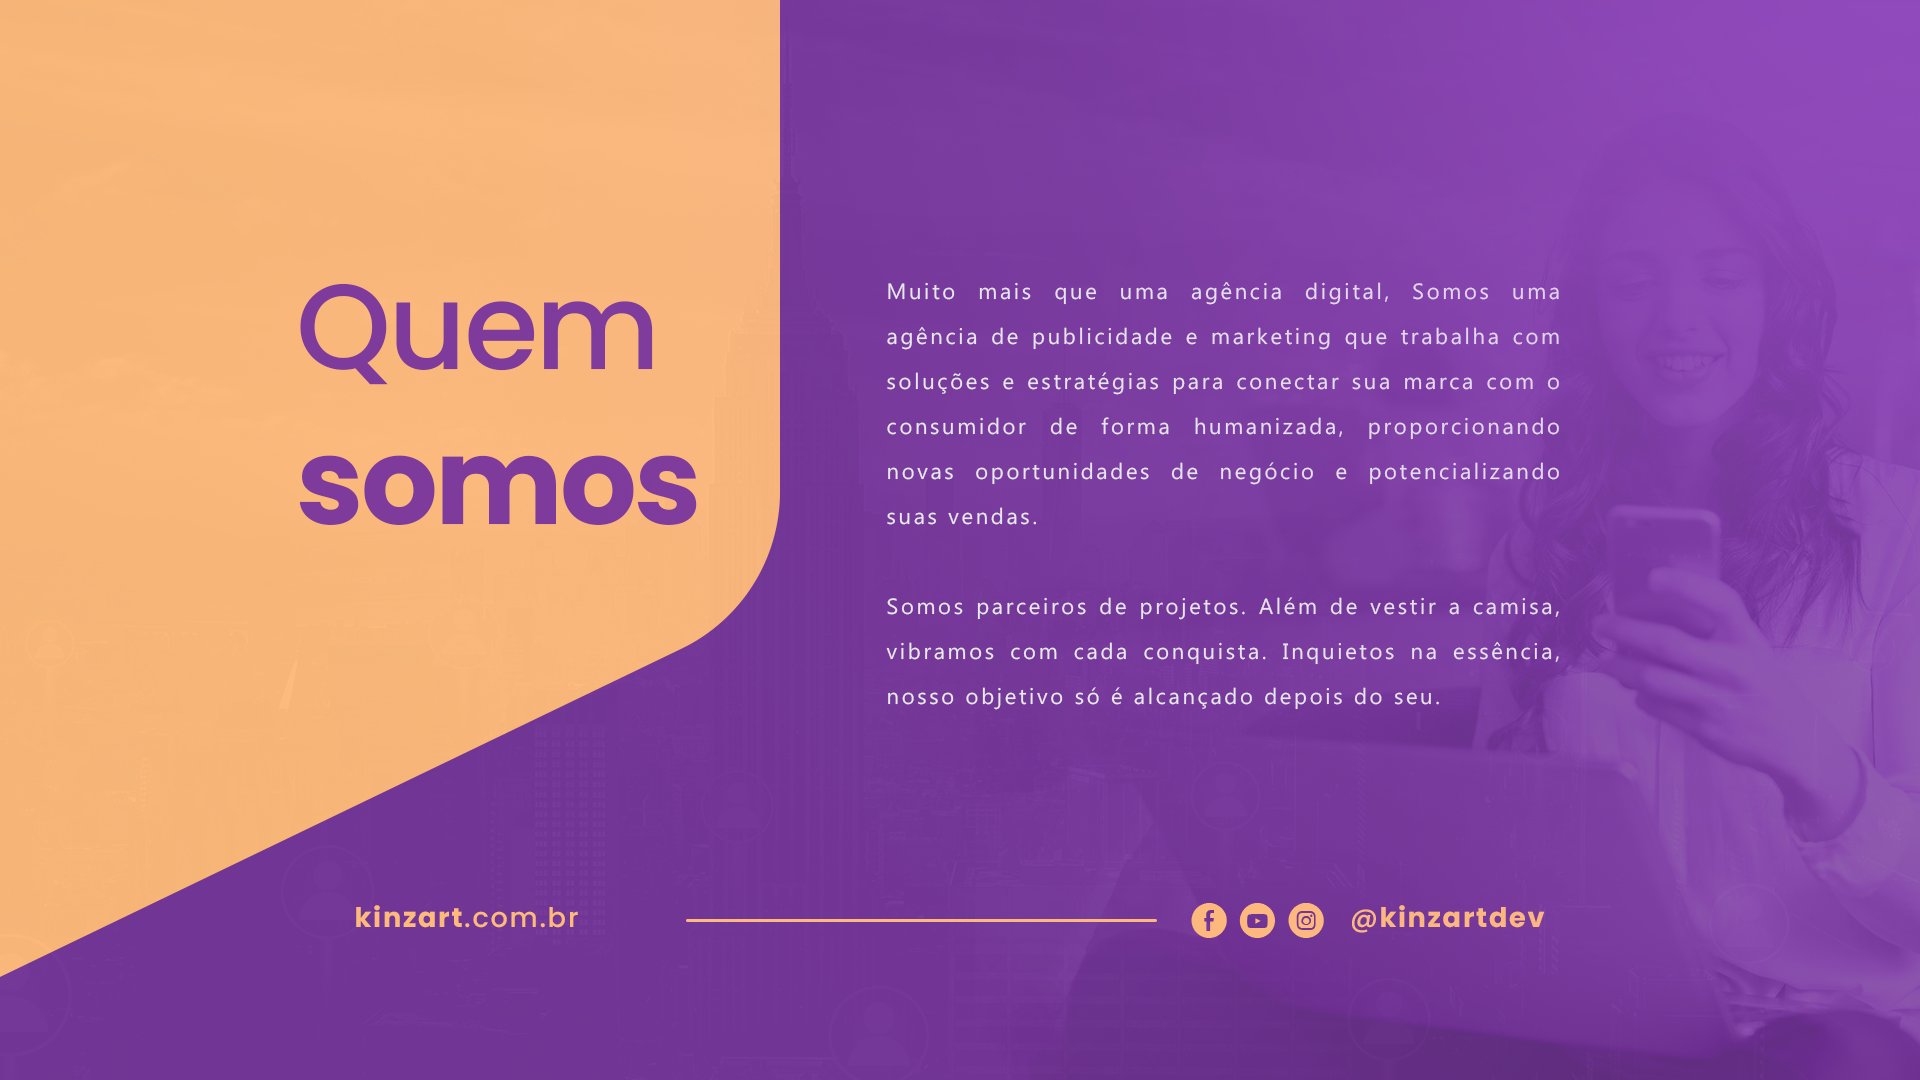 Quem
somos
Muito mais que uma agência digital, Somos uma
agência de publicidade e marketing que trabalha com
soluções e estratégias para conectar sua marca com o
consumidor de forma humanizada, proporcionando
novas oportunidades de negócio e potencializando
suas vendas.
Somos parceiros de projetos. Além de vestir a camisa,
vibramos com cada conquista. Inquietos na essência,
nosso objetivo só é alcançado depois do seu.
kinzart.com.br
@kinzartdev